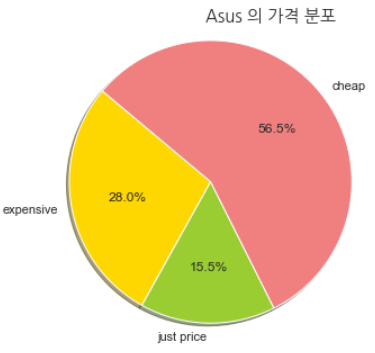 Asus 의 가격 분포
cheap
56.5%
28.0%
expensive
15.5%
just price